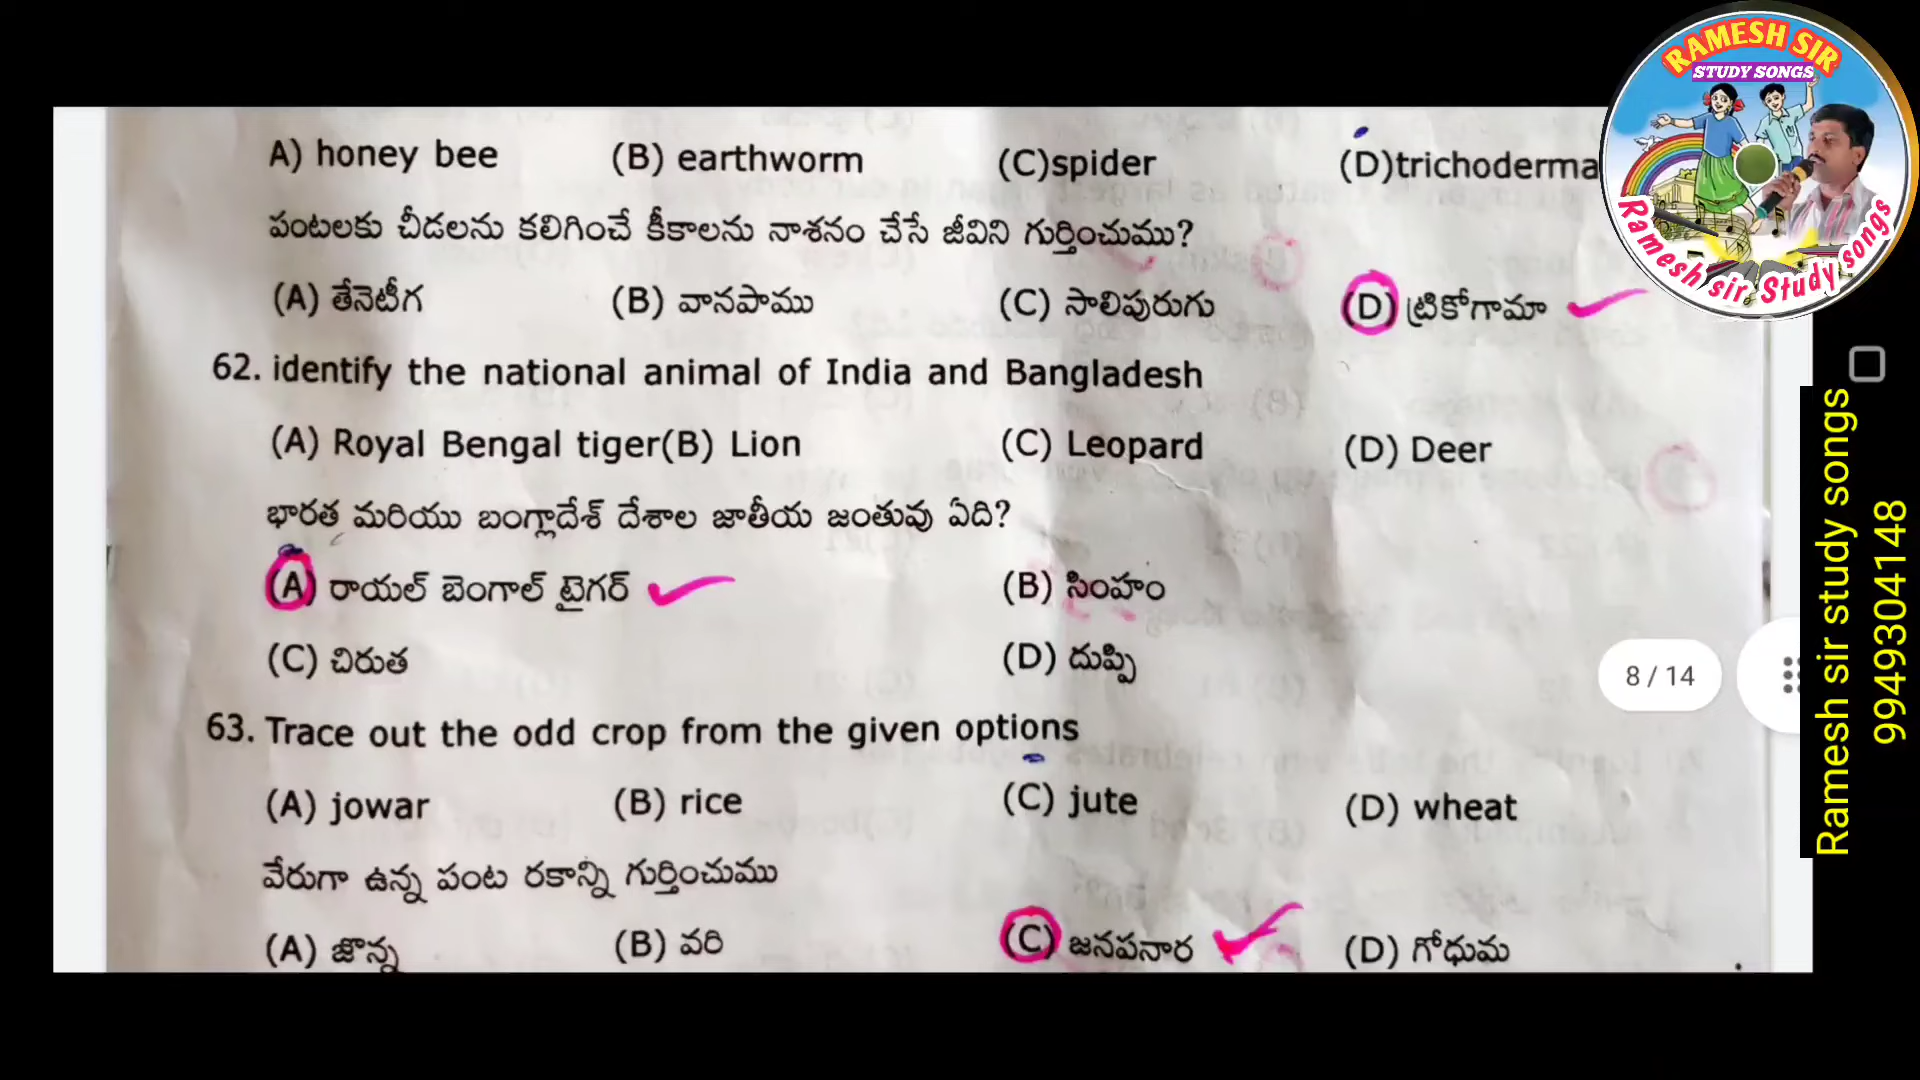 A) honey bee (B) earthworm (C)spider (D)trichoderma
పంటలకు చీడలను కలిగించే కీకాలను నాశనం చేసే జీవిని గుర్తించుము?
(A) తేనెటీగ (B) వానపాము (C) సాలిపురుగు (D) ట్రికోగామా
62. identify the national animal of India and Bangladesh
(A) Royal Bengal tiger(B) Lion (C) Leopard (D) Deer
భారత మరియు బంగ్లాదేశ్ దేశాల జాతీయ జంతువు ఏది?
(A) రాయల్ బెంగాల్ టైగర్ (B) సింహం
(C) చిరుత (D) దుప్పి
63. Trace out the odd crop from the given options
(A) jowar (B) rice (C) jute (D) wheat
వేరుగా ఉన్న పంట రకాన్ని గుర్తించుము
(A) జొన్న (B) వరి (C) జనపనార (D) గోధుమ
RAMESH SIR
STUDY SONGS
Ramesh sir Study songs
8 / 14
Ramesh sir study songs
9949304148